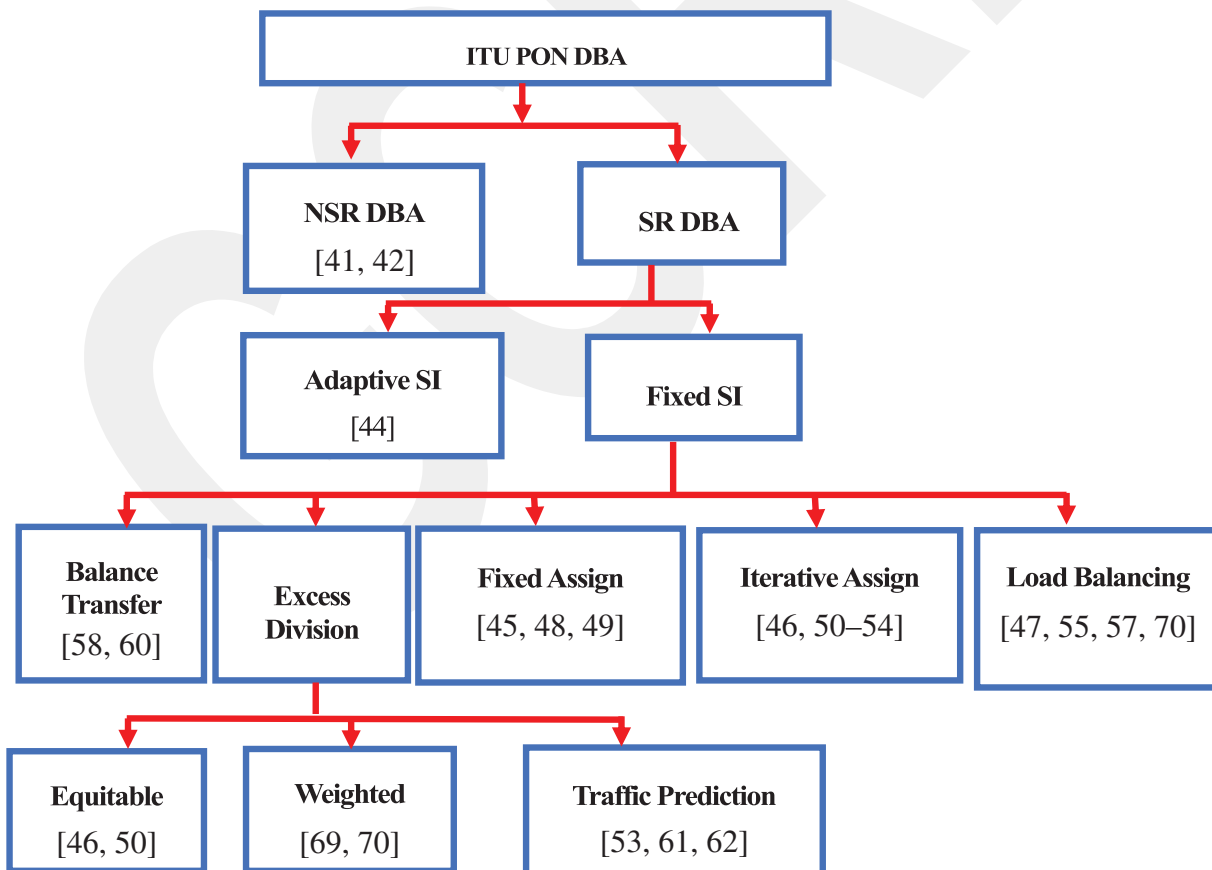 ITU PON DBA
NSR DBA
[41, 42]
SR DBA
Adaptive SI
[44]
Fixed SI
Balance
Transfer
[58, 60]
Excess
Division
Fixed Assign
[45, 48, 49]
Iterative Assign
[46, 50–54]
Load Balancing
[47, 55, 57, 70]
Equitable
[46, 50]
Weighted
[69, 70]
Traffic Prediction
[53, 61, 62]